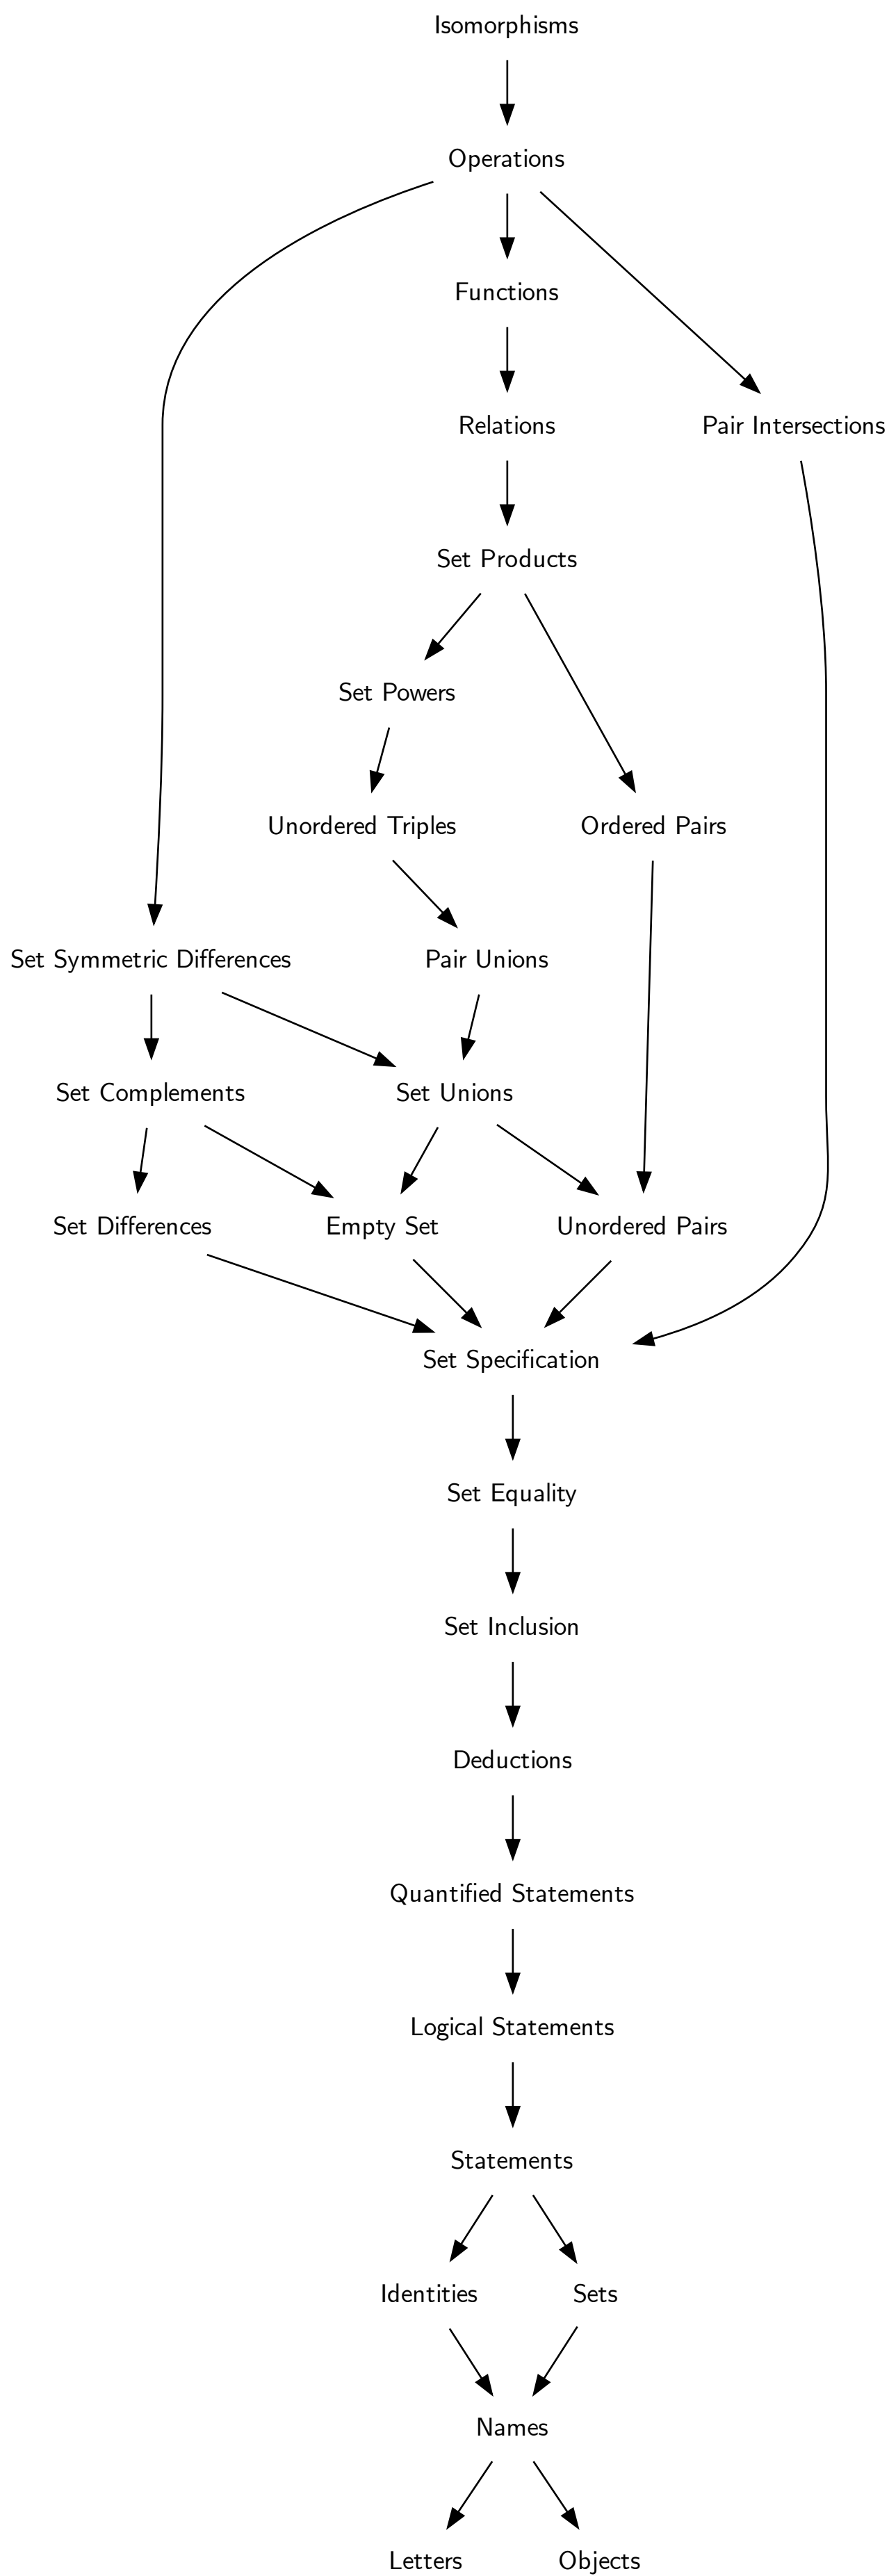 Isomorphisms
Operations
Functions
Relations
Pair Intersections
Set Products
Set Powers
Unordered Triples
Ordered Pairs
Set Symmetric Differences
Pair Unions
Set Complements
Set Unions
Set Differences
Empty Set
Unordered Pairs
Set Specification
Set Equality
Set Inclusion
Deductions
Quantified Statements
Logical Statements
Statements
Identities
Sets
Names
Letters
Objects